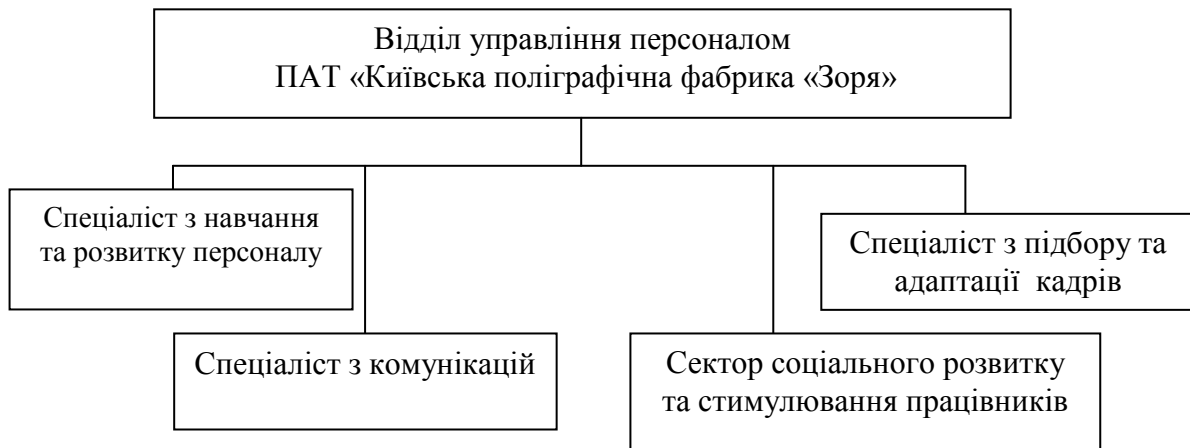 Відділ управління персоналом
ПАТ «Київська поліграфічна фабрика «Зоря»
Спеціаліст з навчання
та розвитку персоналу
Спеціаліст з підбору та
адаптації кадрів
Спеціаліст з комунікацій
Сектор соціального розвитку
та стимулювання працівників